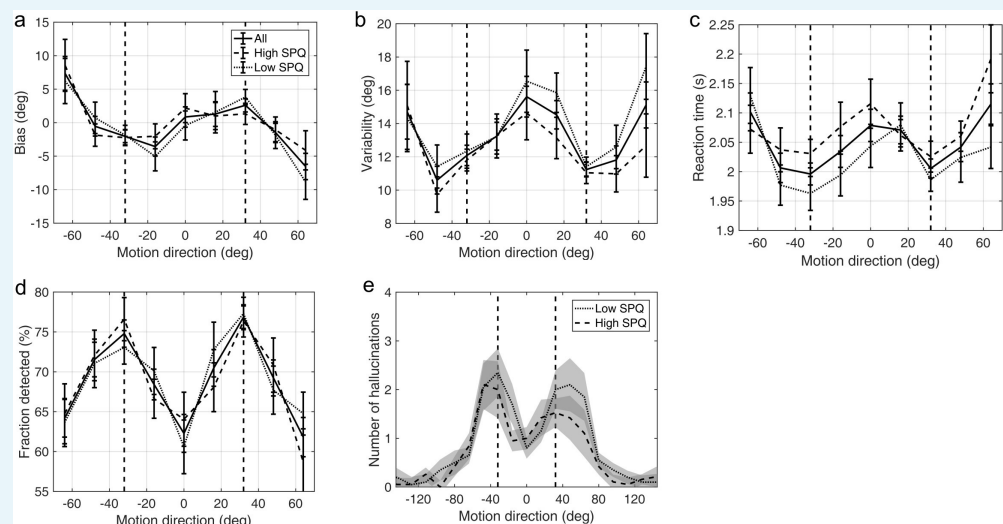 a
15
10
5
0
-5
-10
-15
Bias (deg)
-60 -40 -20 0 20 40 60
Motion direction (deg)
All
High SPQ
Low SPQ
b
20
18
16
14
12
10
8
Variability (deg)
-60 -40 -20 0 20 40 60
Motion direction (deg)
c
2.25
2.2
2.15
2.1
2.05
2
1.95
1.9
Reaction time (s)
-60 -40 -20 0 20 40 60
Motion direction (deg)
d
80
75
70
65
60
55
Fraction detected (%)
-60 -40 -20 0 20 40 60
Motion direction (deg)
e
4
3
2
1
0
Number of hallucinations
-120 -80 -40 0 40 80 120
Motion direction (deg)
Low SPQ
High SPQ